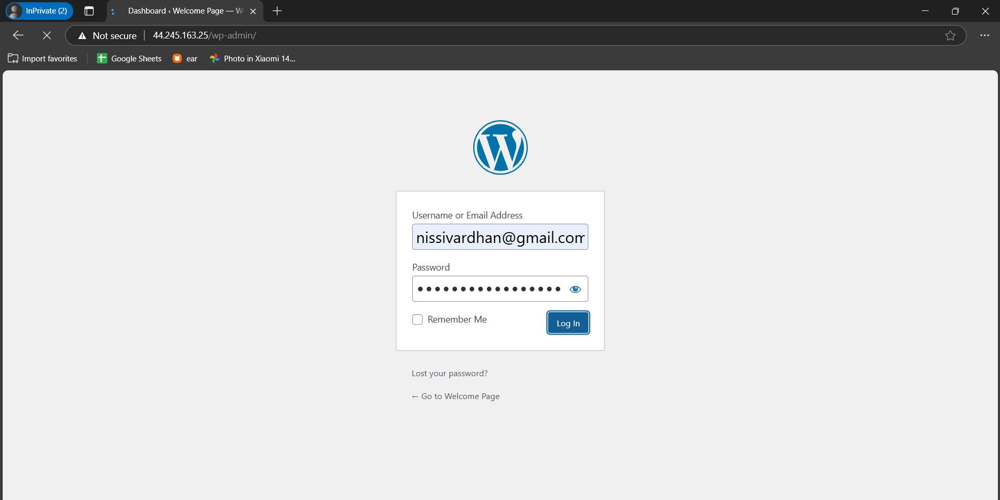 InPrivate (2)
Dashboard ‹ Welcome Page — W
Not secure
44.245.163.25/wp-admin/
Import favorites
Google Sheets
ear
Photo in Xiaomi 14...
Username or Email Address
nissivardhan@gmail.com
Password
Remember Me
Log In
Lost your password?
← Go to Welcome Page